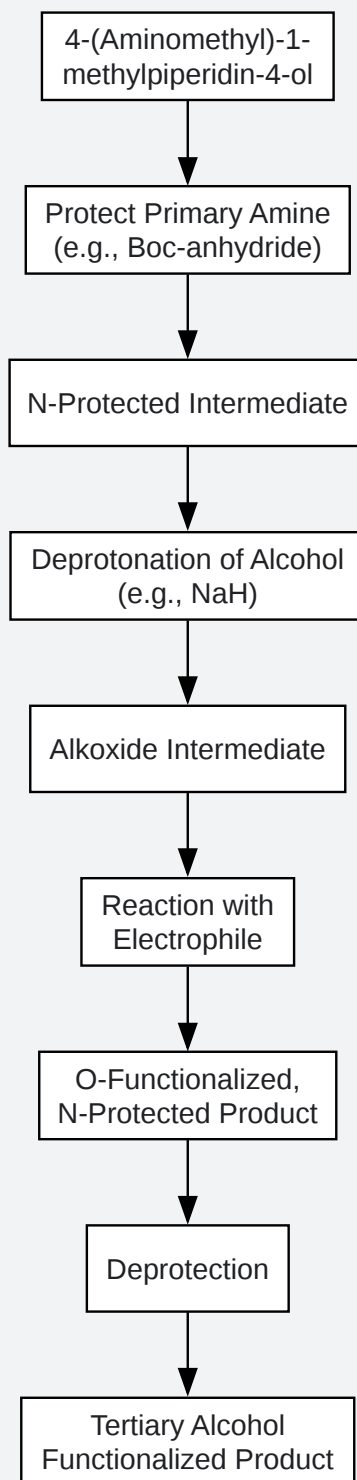 4-(Aminomethyl)-1-
methylpiperidin-4-ol
Protect Primary Amine
(e.g., Boc-anhydride)
N-Protected Intermediate
Deprotonation of Alcohol
(e.g., NaH)
Alkoxide Intermediate
Reaction with
Electrophile
O-Functionalized,
N-Protected Product
Deprotection
Tertiary Alcohol
Functionalized Product